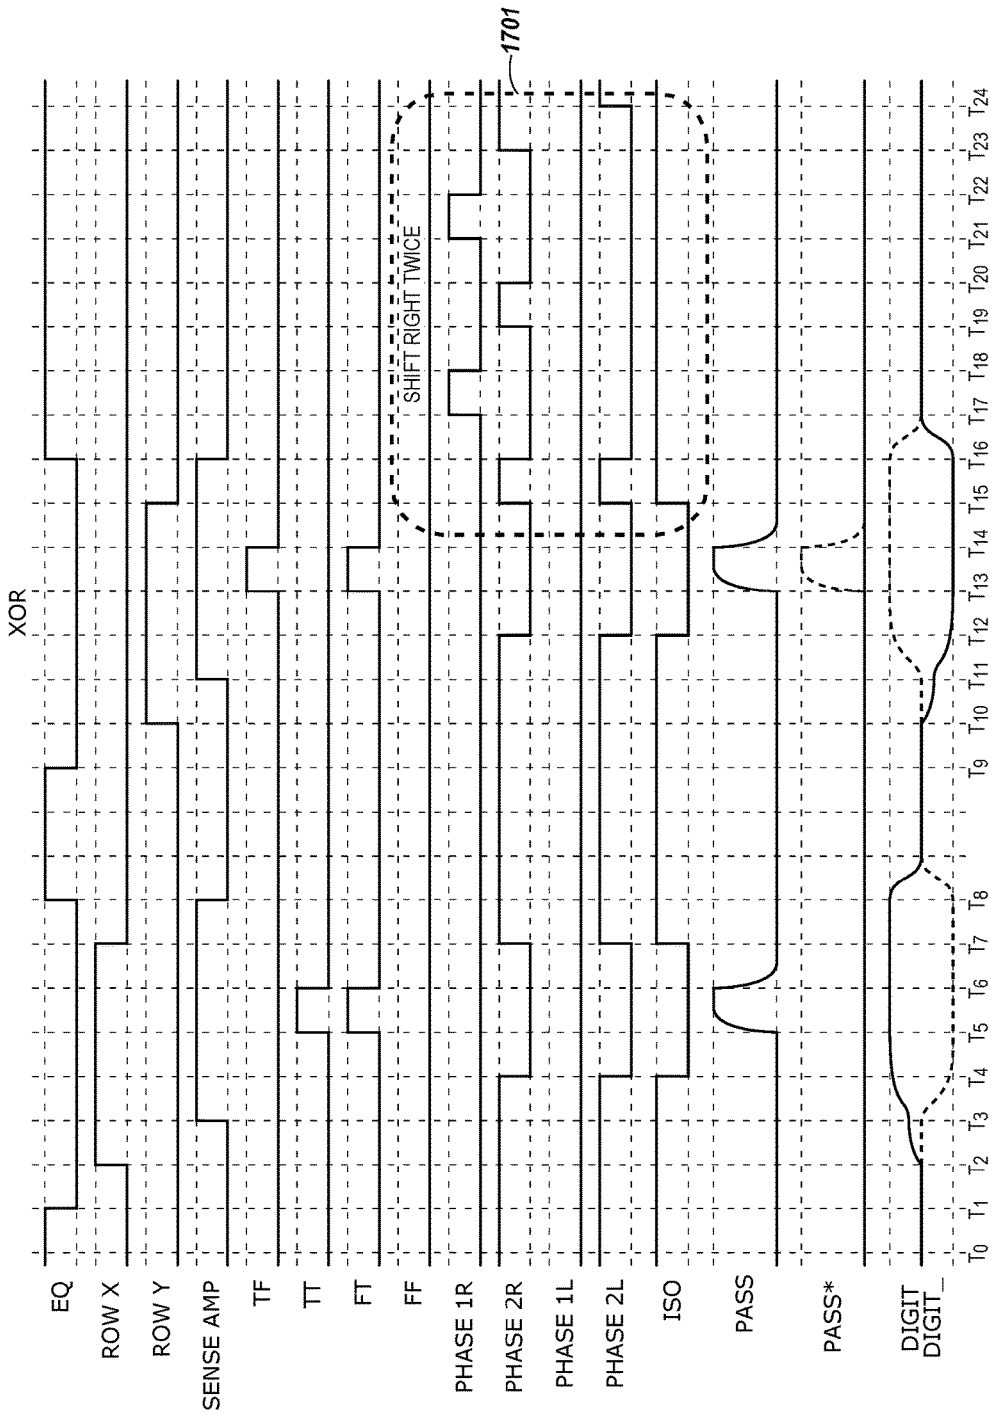 XOR
EQ
ROW X
ROW Y
SENSE AMP
TF
TT
FT
FF
PHASE 1R
PHASE 2R
PHASE 1L
PHASE 2L
ISO
PASS
PASS*
DIGIT
DIGIT_
SHIFT RIGHT TWICE
1701
T0 T1 T2 T3 T4 T5 T6 T7 T8 T9 T10 T11 T12 T13 T14 T15 T16 T17 T18 T19 T20 T21 T22 T23 T24